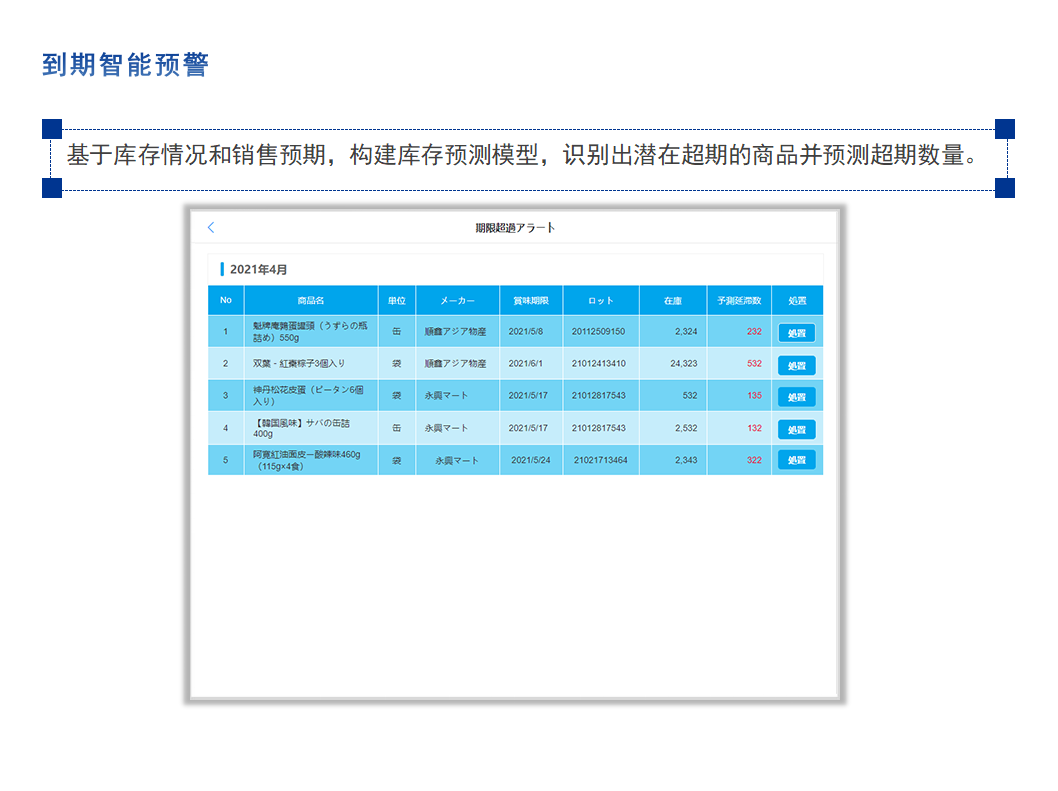 到期智能预警
基于库存情况和销售预期，构建库存预测模型，识别出潜在超期的商品并预测超期数量。
期限超過アラート
2021年4月
No 商品名 単位 メーカー 賞味期限 ロット 在庫 予測延滞数 処置
1 魁牌庵鶉蛋罐頭（うずらの瓶詰め）550g 缶 順鑫アジア物産 2021/5/8 20112509150 2,324 232 処置
2 双葉 - 紅棗粽子3個入り 袋 順鑫アジア物産 2021/6/1 21012413410 24,323 532 処置
3 神丹松花皮蛋（ピータン6個入り） 袋 永興マート 2021/5/17 21012817543 532 135 処置
4 【韓国風味】サバの缶詰400g 缶 永興マート 2021/5/17 21012817543 2,532 132 処置
5 阿寛紅油面皮ー酸辣味460g（115g×4食） 袋 永興マート 2021/5/24 21021713464 2,343 322 処置